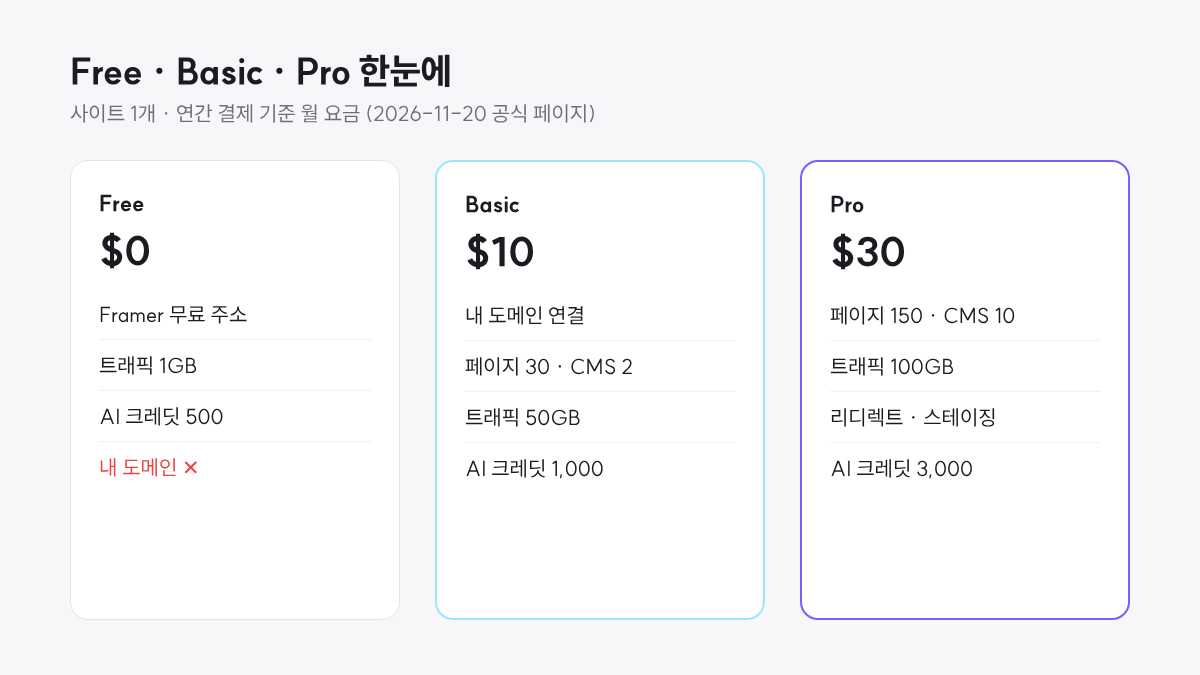 Free · Basic · Pro 한눈에
사이트 1개 · 연간 결제 기준 월 요금 (2026-11-20 공식 페이지)
Free
$0
Framer 무료 주소
트래픽 1GB
AI 크레딧 500
내 도메인 ✕
Basic
$10
내 도메인 연결
페이지 30 · CMS 2
트래픽 50GB
AI 크레딧 1,000
Pro
$30
페이지 150 · CMS 10
트래픽 100GB
리디렉트 · 스테이징
AI 크레딧 3,000